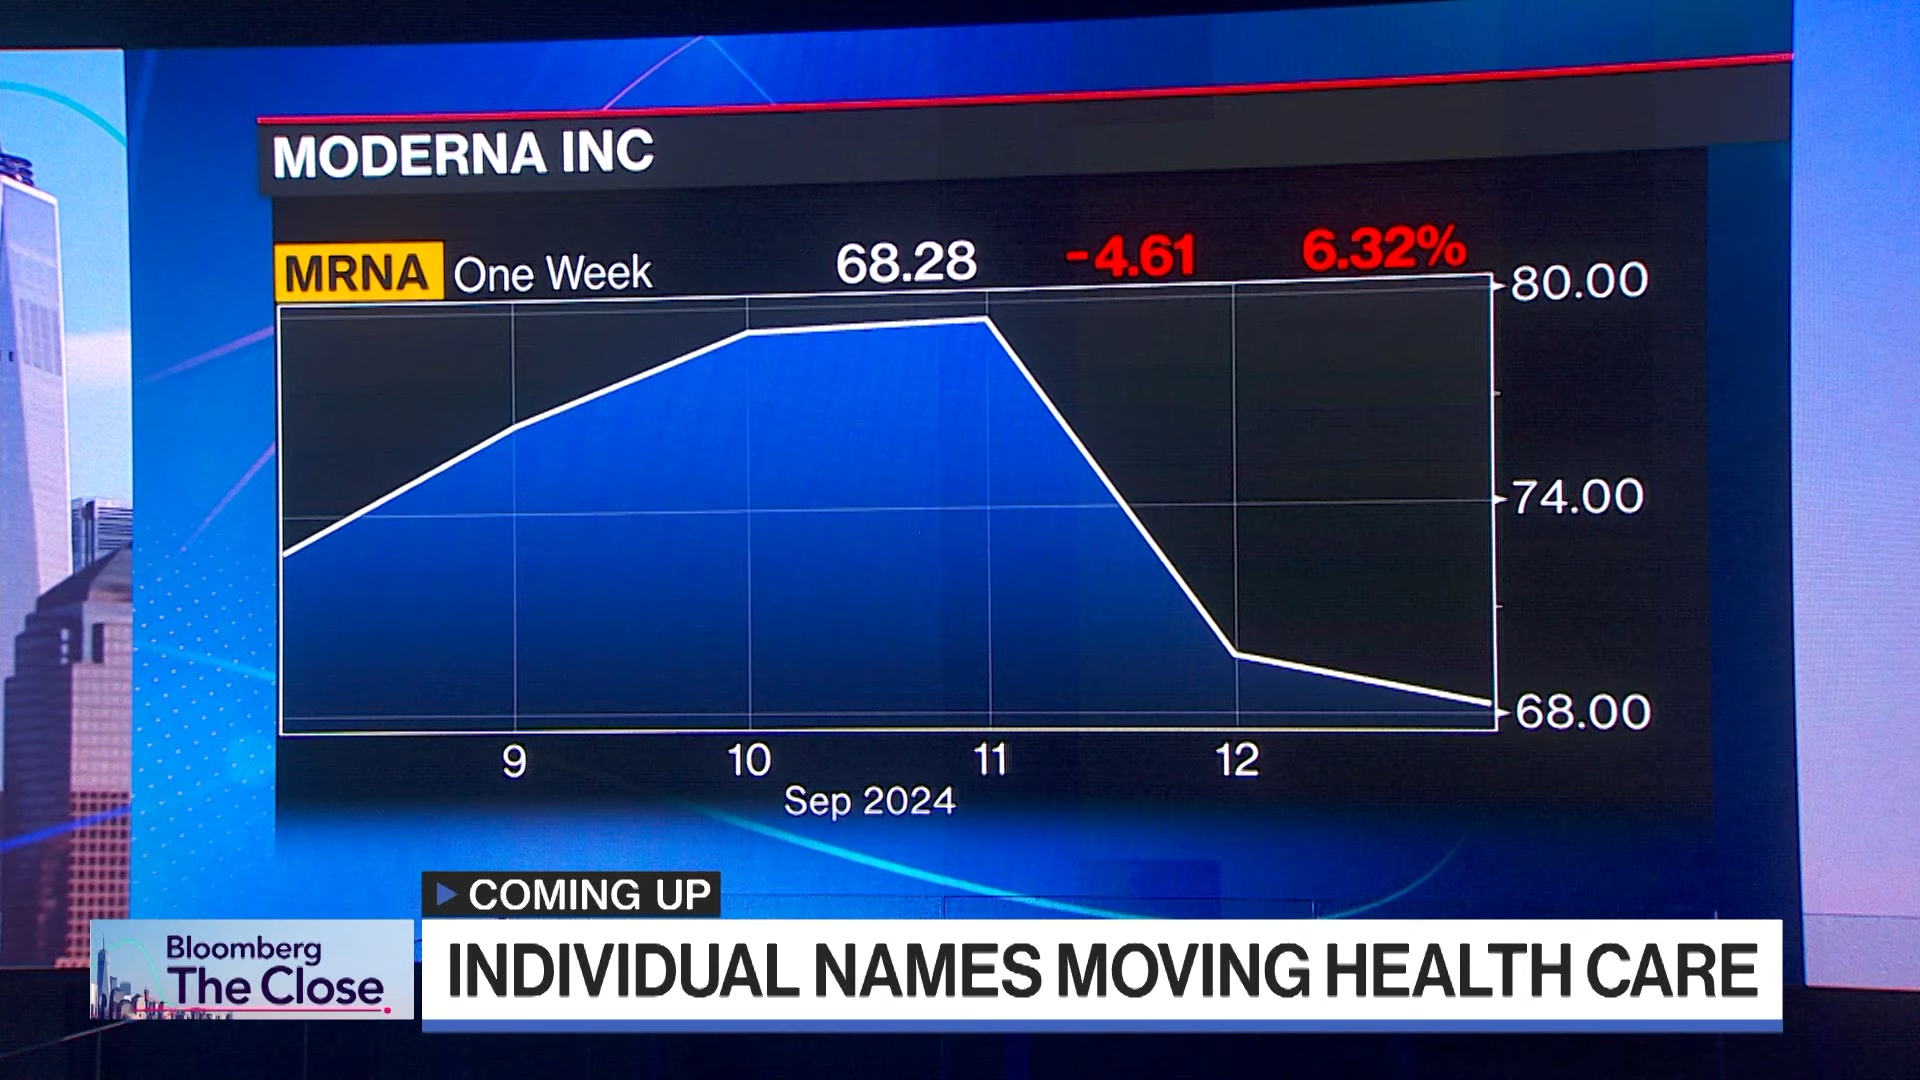 MODERNA INC
MRNA One Week 68.28 -4.61 6.32%
80.00
74.00
68.00
9 10 11 12
Sep 2024
COMING UP
Bloomberg
The Close
INDIVIDUAL NAMES MOVING HEALTH CARE